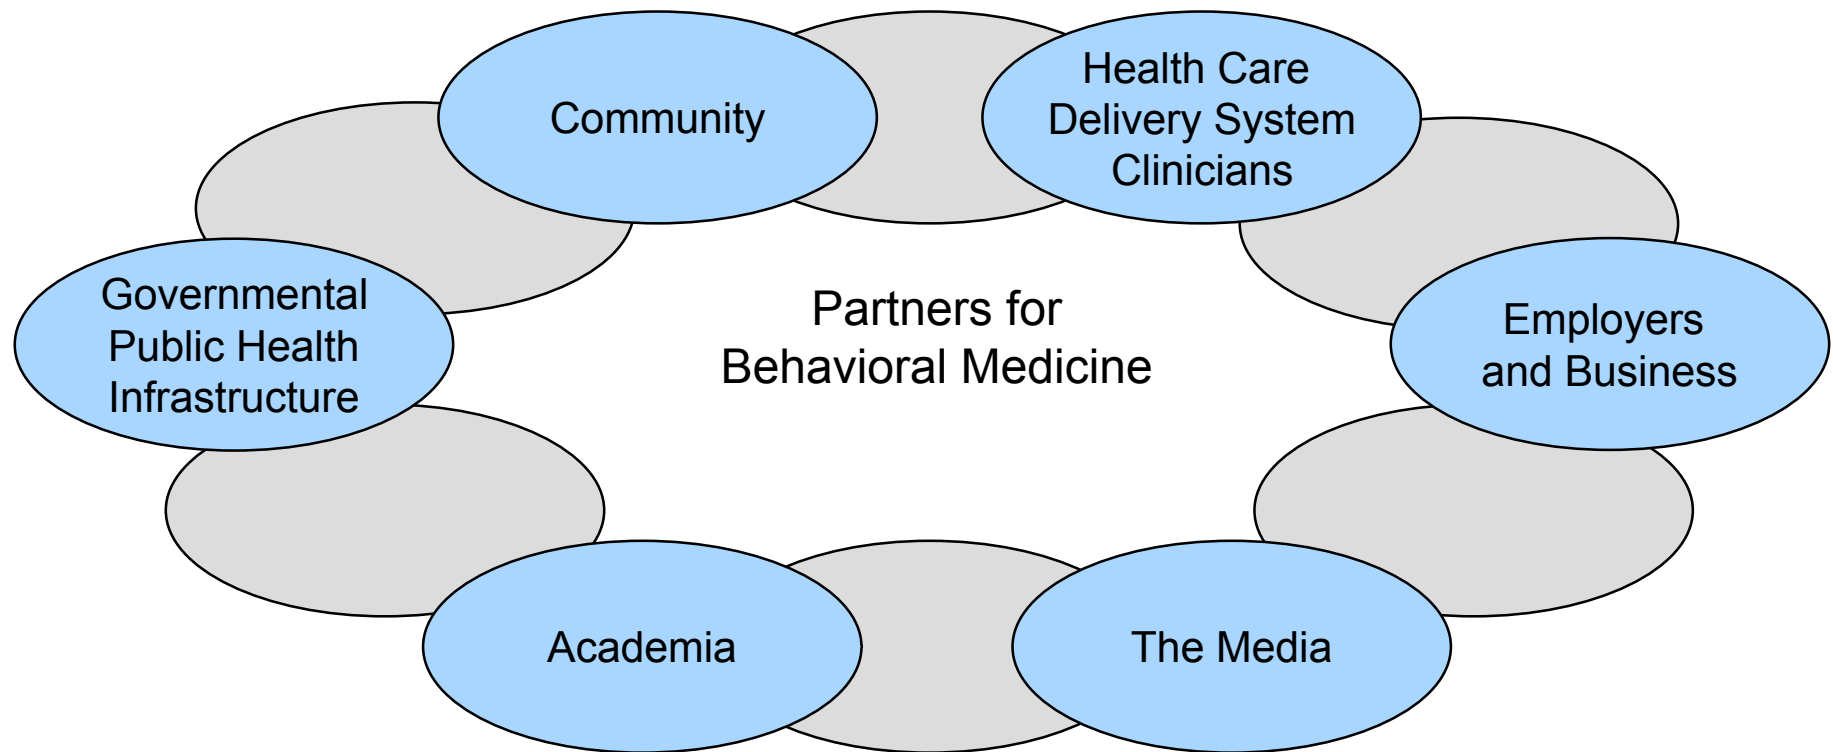 Community
Health Care
Delivery System
Clinicians
Governmental
Public Health
Infrastructure
Partners for
Behavioral Medicine
Employers
and Business
Academia
The Media